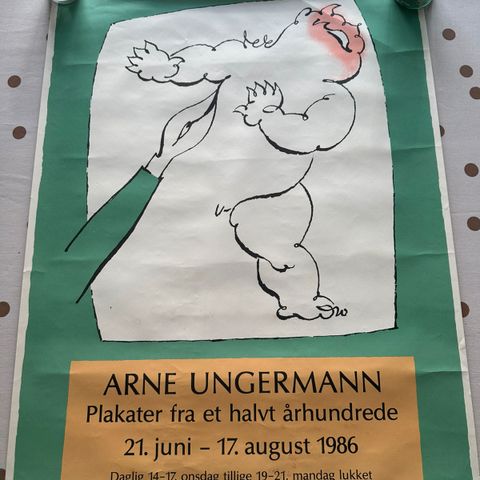 ARNE UNGERMANN
Plakater fra et halvt århundrede
21. juni – 17. august 1986
Daglig 14-17, onsdag tillige 19-21, mandag lukket